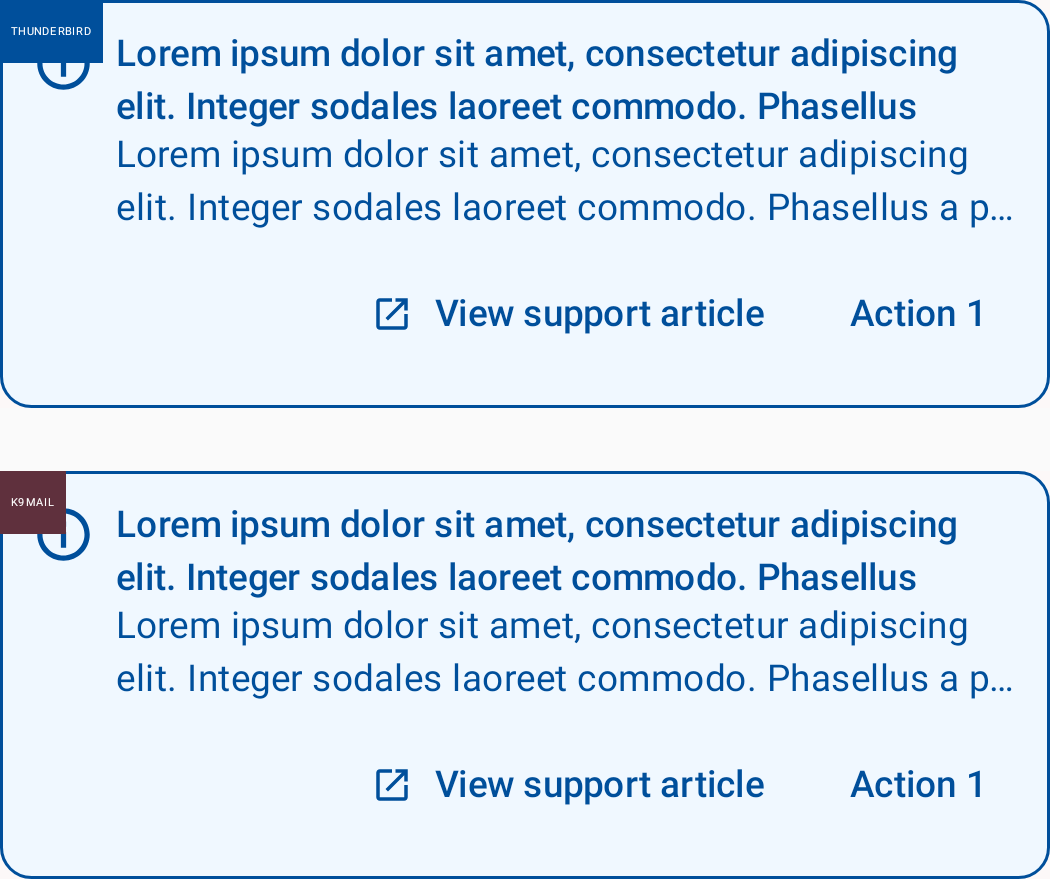 THUNDERBIRD
Lorem ipsum dolor sit amet, consectetur adipiscing
elit. Integer sodales laoreet commodo. Phasellus
Lorem ipsum dolor sit amet, consectetur adipiscing
elit. Integer sodales laoreet commodo. Phasellus a p…
View support article Action 1
K9MAIL
Lorem ipsum dolor sit amet, consectetur adipiscing
elit. Integer sodales laoreet commodo. Phasellus
Lorem ipsum dolor sit amet, consectetur adipiscing
elit. Integer sodales laoreet commodo. Phasellus a p…
View support article Action 1